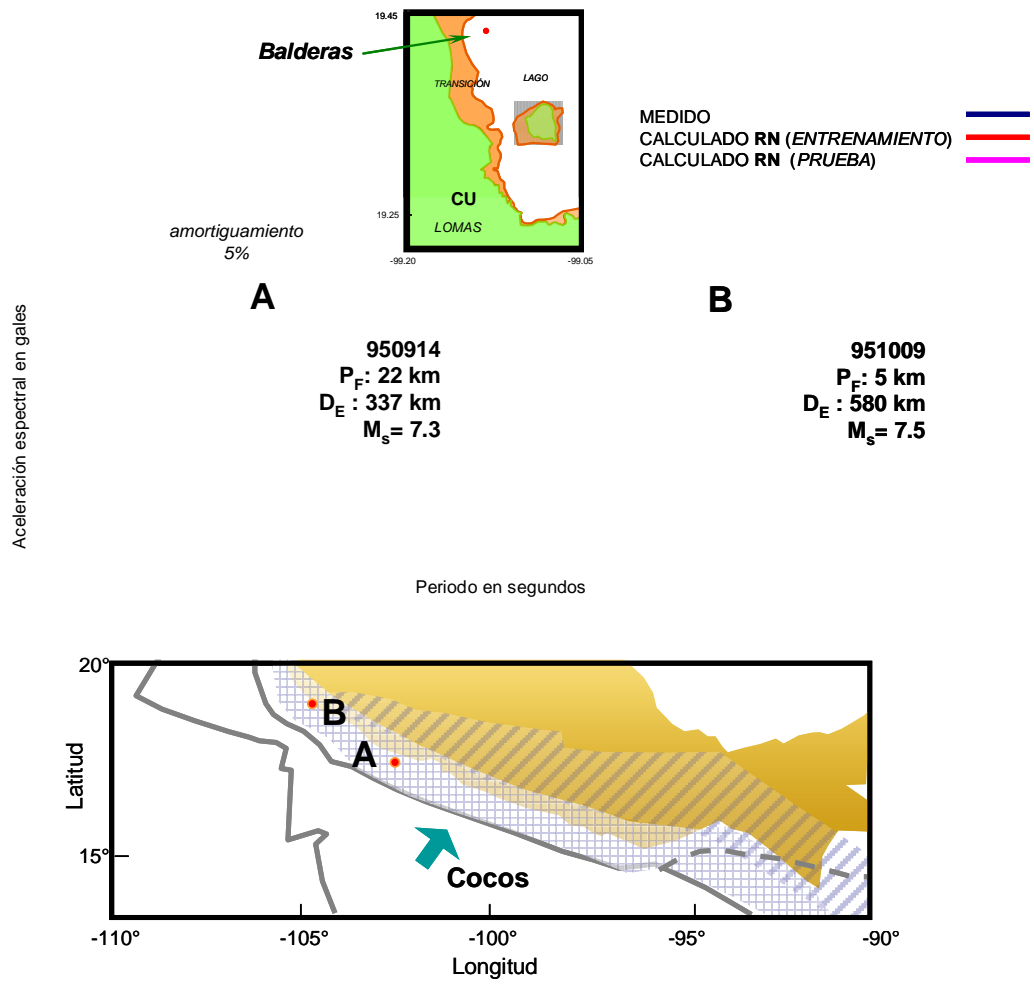 19.45
Balderas
TRANSICIÓN
LAGO
CU
19.25
LOMAS
-99.20
-99.05
MEDIDO
CALCULADO RN (ENTRENAMIENTO)
CALCULADO RN (PRUEBA)
amortiguamiento
5%
A
B
Aceleración espectral en gales
950914
PF: 22 km
DE : 337 km
Ms= 7.3
951009
PF: 5 km
DE : 580 km
Ms= 7.5
Periodo en segundos
20°
B
A
Latitud
15°
Cocos
-110°
-105°
-100°
-95°
-90°
Longitud